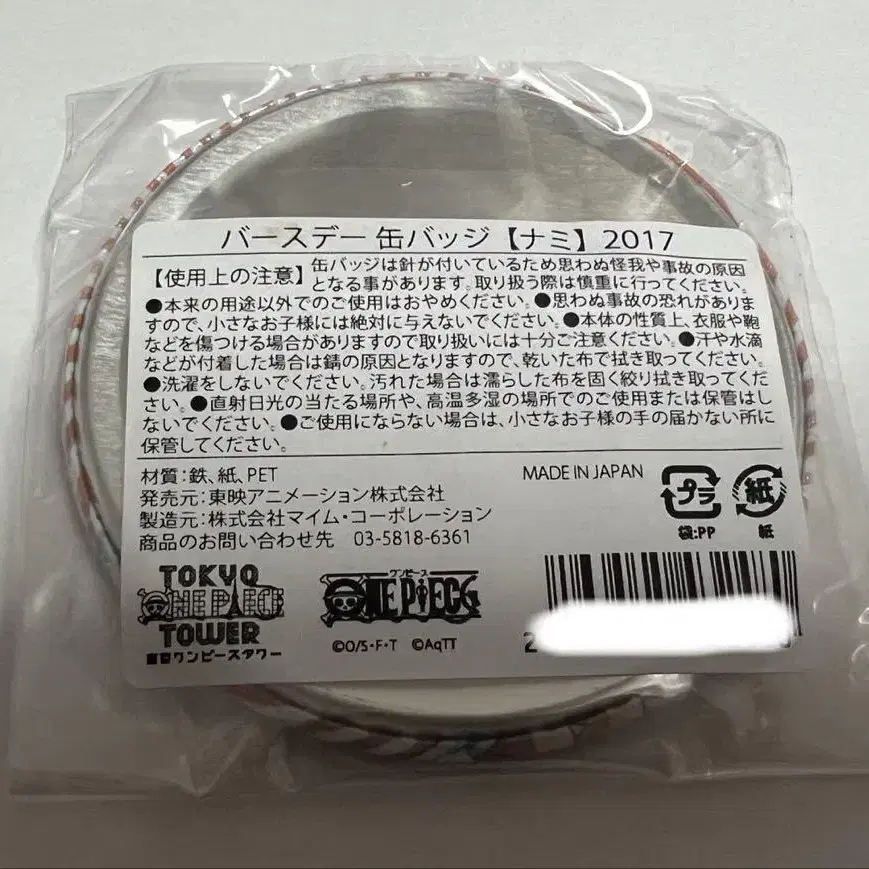 バースデー 缶バッジ【ナミ】2017
【使用上の注意】缶バッジは針が付いているため思わぬ怪我や事故の原因
となる事があります。取り扱う際は慎重に行ってください。
●本来の用途以外でのご使用はおやめください。●思わぬ事故の恐れがありま
すので、小さなお子様には絶対に与えないでください。●本体の性質上、衣服や鞄
などを傷つける場合がありますので取り扱いには十分ご注意ください。●汗や水滴
などが付着した場合は錆の原因となりますので、乾いた布で拭き取ってください。
●洗濯をしないでください。汚れた場合は濡らした布を固く絞り拭き取ってくださ
い。●直射日光の当たる場所や、高温多湿の場所でのご使用または保管はし
ないでください。●ご使用にならない場合は、小さなお子様の手の届かない所に
保管してください。
材質:鉄、紙、PET
MADE IN JAPAN
発売元:東映アニメーション株式会社
製造元:株式会社マイム・コーポレーション
商品のお問い合わせ先 03-5818-6361
プラ
袋:PP
紙
紙
TOKYO
ONE PIECE
TOWER
東京ワンピースタワー
ワンピース
ONE PIECE
©O/S・F・T ©AqTT
2